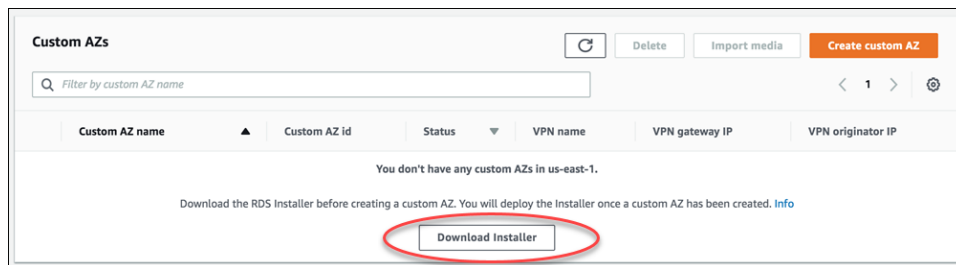 Custom AZs
Delete
Import media
Create custom AZ
Filter by custom AZ name
1
Custom AZ name
Custom AZ id
Status
VPN name
VPN gateway IP
VPN originator IP
You don't have any custom AZs in us-east-1.
Download the RDS Installer before creating a custom AZ. You will deploy the Installer once a custom AZ has been created. Info
Download Installer